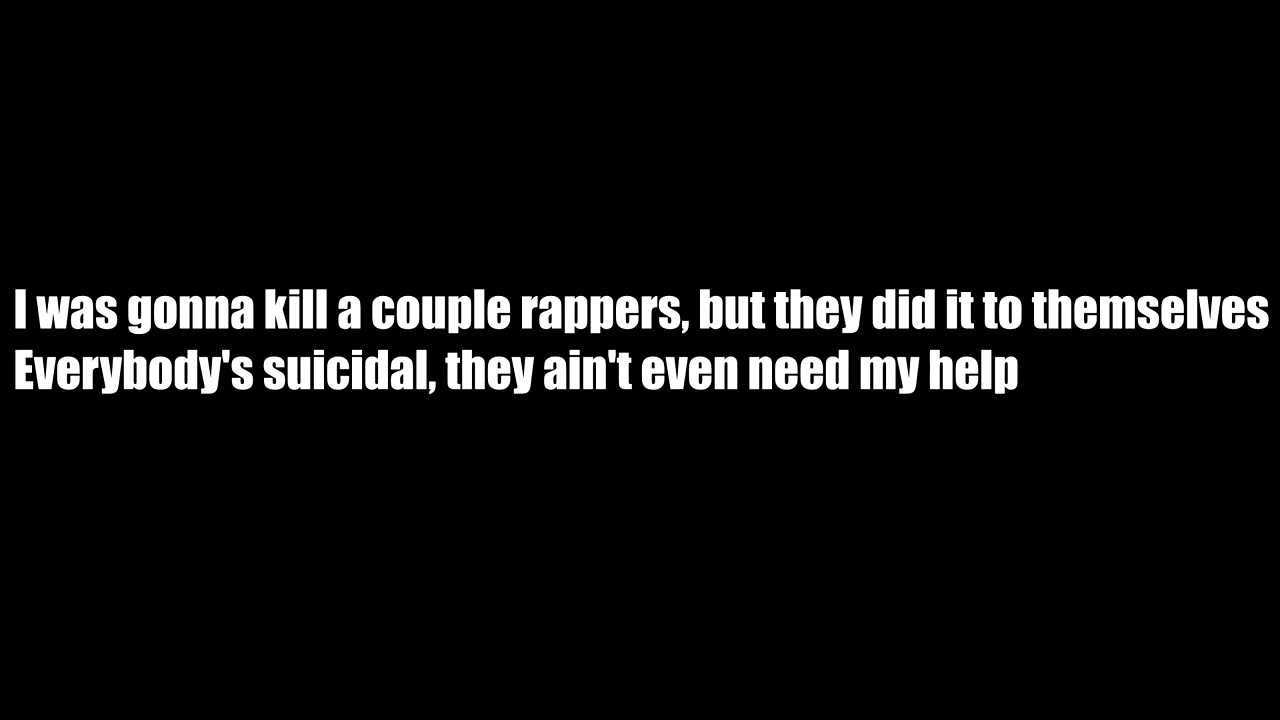 I was gonna kill a couple rappers, but they did it to themselves
Everybody's suicidal, they ain't even need my help